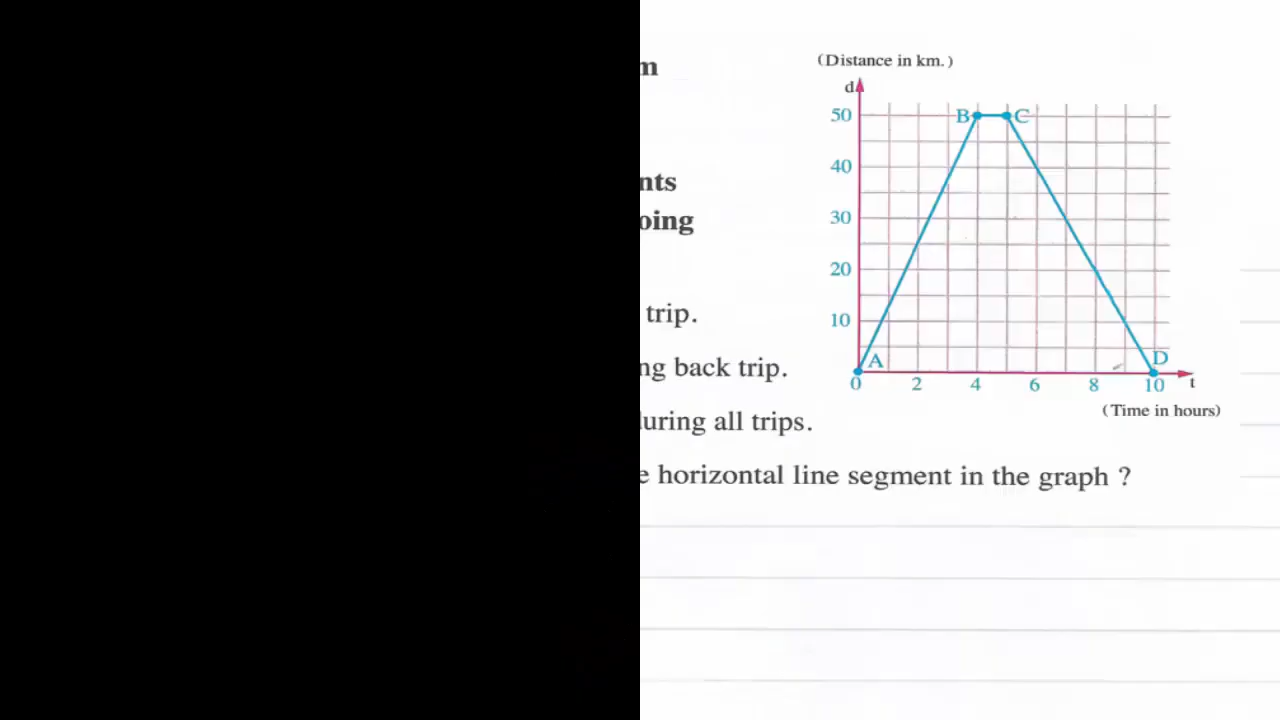 (Distance in km.)
m
d
50 B C
40
nts
30
oing
20
trip.
10
A D
ng back trip.
0 2 4 6 8 10 t
(Time in hours)
uring all trips.
e horizontal line segment in the graph ?